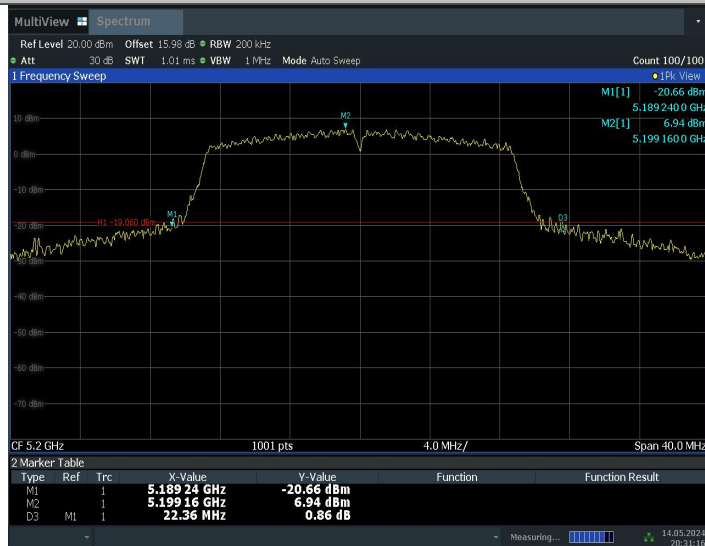 MultiView Spectrum
Ref Level 20.00 dBm Offset 15.98 dB RBW 200 kHz
Att 30 dB SWT 1.01 ms VBW 1 MHz Mode Auto Sweep Count 100/100
1 Frequency Sweep 1Pk View
M1[1] -20.66 dBm
5.189 240 0 GHz
M2[1] 6.94 dBm
5.199 160 0 GHz
M2
10 dBm
0 dBm
-10 dBm
M1
D3
H1 -19.060 dBm
-20 dBm
-30 dBm
-40 dBm
-50 dBm
-60 dBm
-70 dBm
CF 5.2 GHz 1001 pts 4.0 MHz/ Span 40.0 MHz
2 Marker Table
Type Ref Trc X-Value Y-Value Function Function Result
M1 1 5.189 24 GHz -20.66 dBm
M2 1 5.199 16 GHz 6.94 dBm
D3 M1 1 22.36 MHz 0.86 dB
Measuring... 14.05.2024
20:31:16